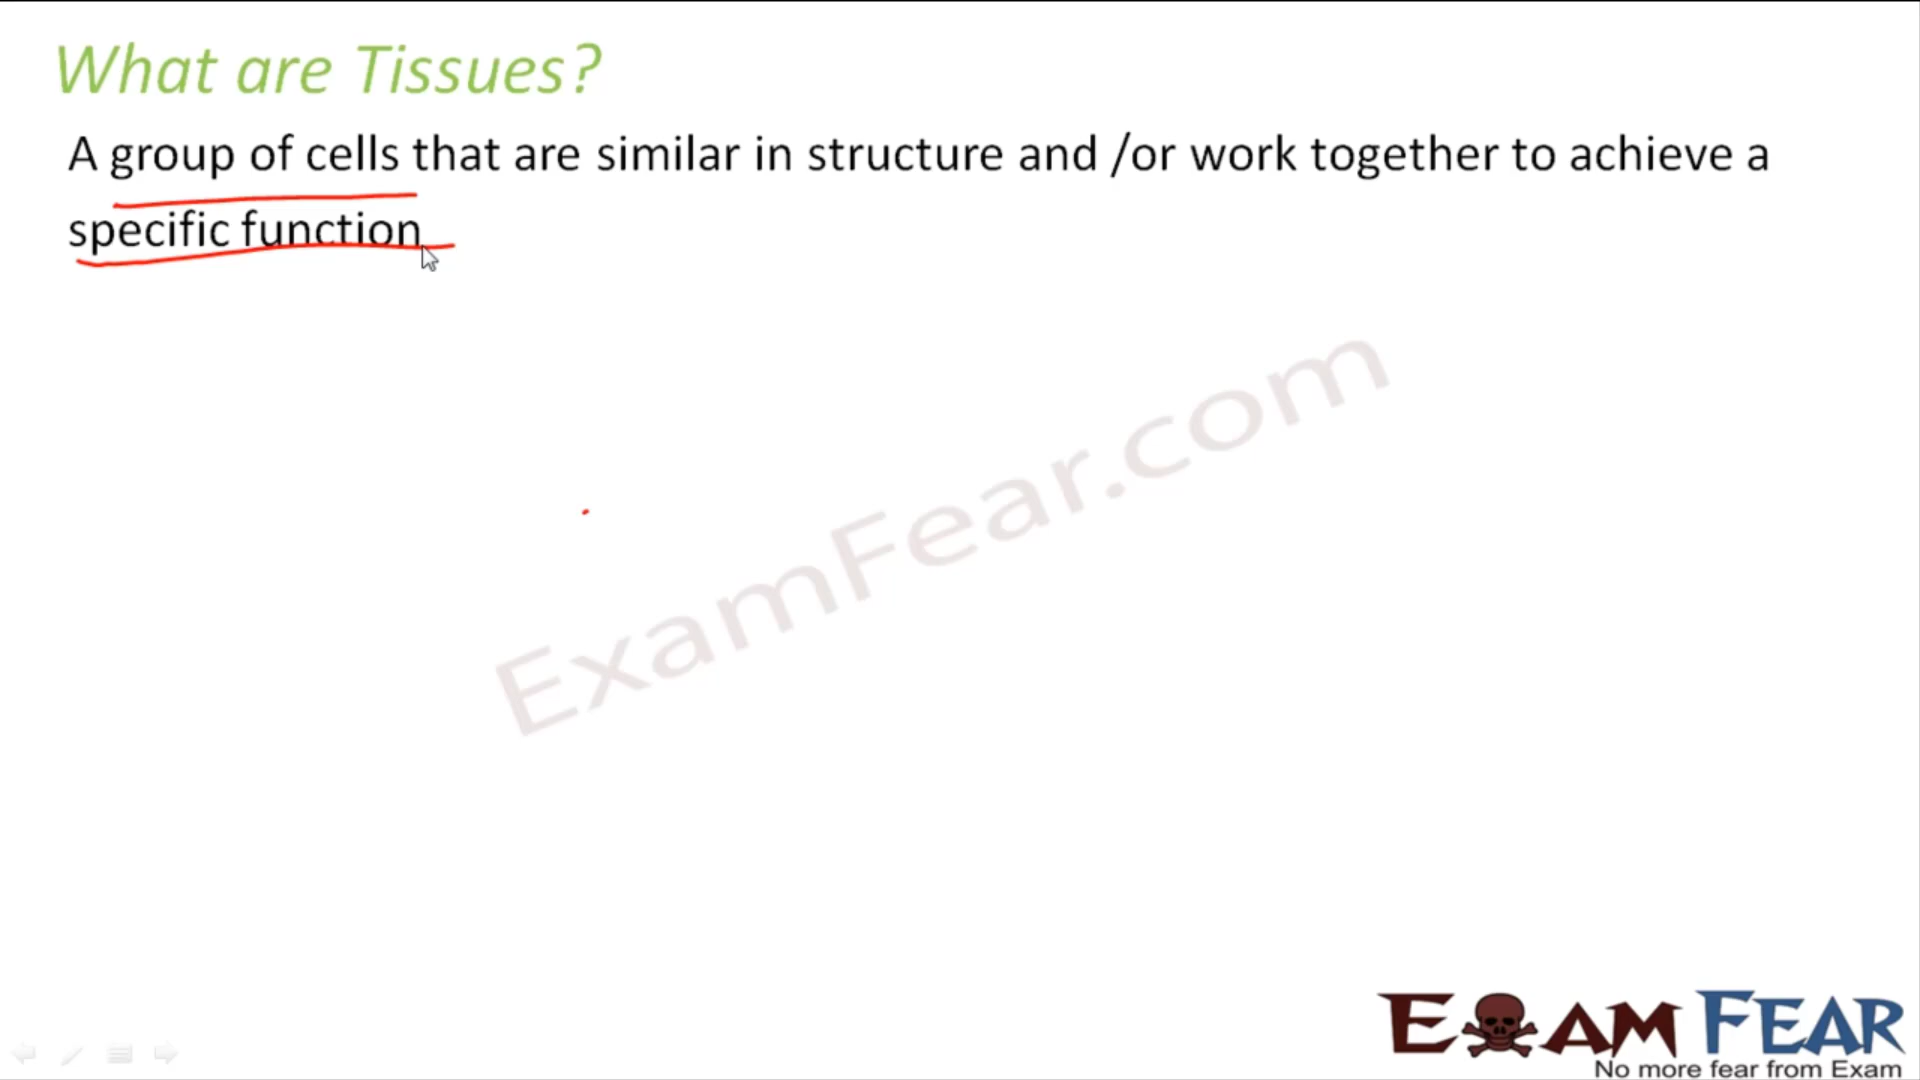 What are Tissues?
A group of cells that are similar in structure and /or work together to achieve a
specific function
ExamFear.com
EXAM FEAR
No more fear from Exam